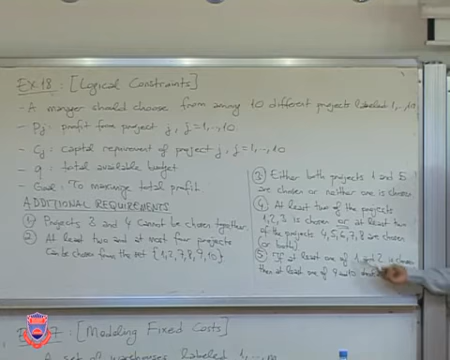 Ex.18 : [Logical Constraints]
- A manager should choose from among 10 different projects labeled 1,..,10
- Pj : profit from project j, j=1,..,10
- Cj : capital requirement of project j, j=1,..,10
- q : total available budget
- Goal : To maximize total profit
ADDITIONAL REQUIREMENTS
① Projects 3 and 4 cannot be chosen together
② At least two and at most four projects
can be chosen from the set {1,2,7,8,9,10}.
③ Either both projects 1 and 5
are chosen or neither one is chosen
④ At least two of the projects
1,2,3 is chosen or at least two
of the projects 4,5,6,7,8 are chosen
(or both)
⑤ If at least one of 1 and 2 is chosen
then at least one of
[Modeling Fixed Costs]
A set of warehouses labeled 1,..,m